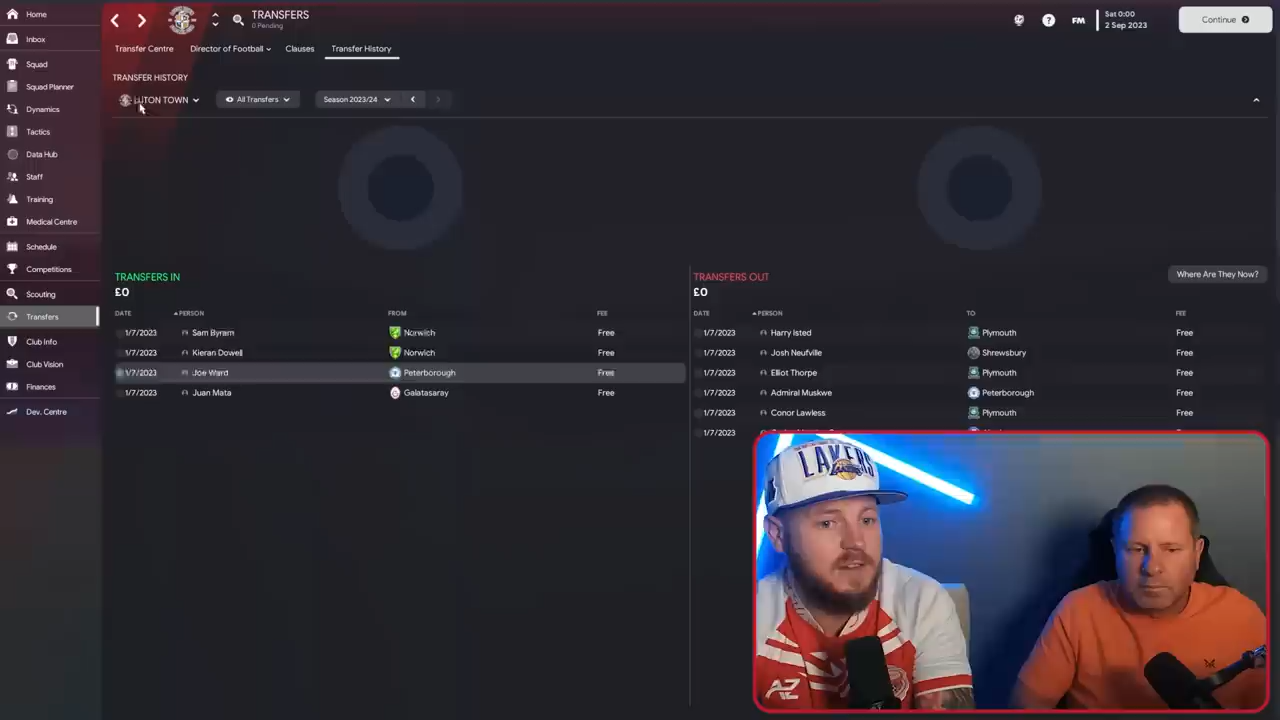 Home
Inbox
Squad
Squad Planner
Dynamics
Tactics
Data Hub
Staff
Training
Medical Centre
Schedule
Competitions
Scouting
Transfers
Club Info
Club Vision
Finances
Dev. Centre
TRANSFERS
0 Pending
FM
Sat 0:00
2 Sep 2023
Continue
Transfer Centre
Director of Football
Clauses
Transfer History
TRANSFER HISTORY
LUTON TOWN
All Transfers
Season 2023/24
TRANSFERS IN
£0
DATE PERSON FROM FEE
1/7/2023 Sam Byram Norwich Free
1/7/2023 Kieran Dowell Norwich Free
1/7/2023 Joe Ward Peterborough Free
1/7/2023 Juan Mata Galatasaray Free
TRANSFERS OUT
£0
Where Are They Now?
DATE PERSON TO FEE
1/7/2023 Harry Isted Plymouth Free
1/7/2023 Josh Neufville Shrewsbury Free
1/7/2023 Elliot Thorpe Plymouth Free
1/7/2023 Admiral Muskwe Peterborough Free
1/7/2023 Conor Lawless Plymouth Free
1/7/2023
LAKERS
AZ